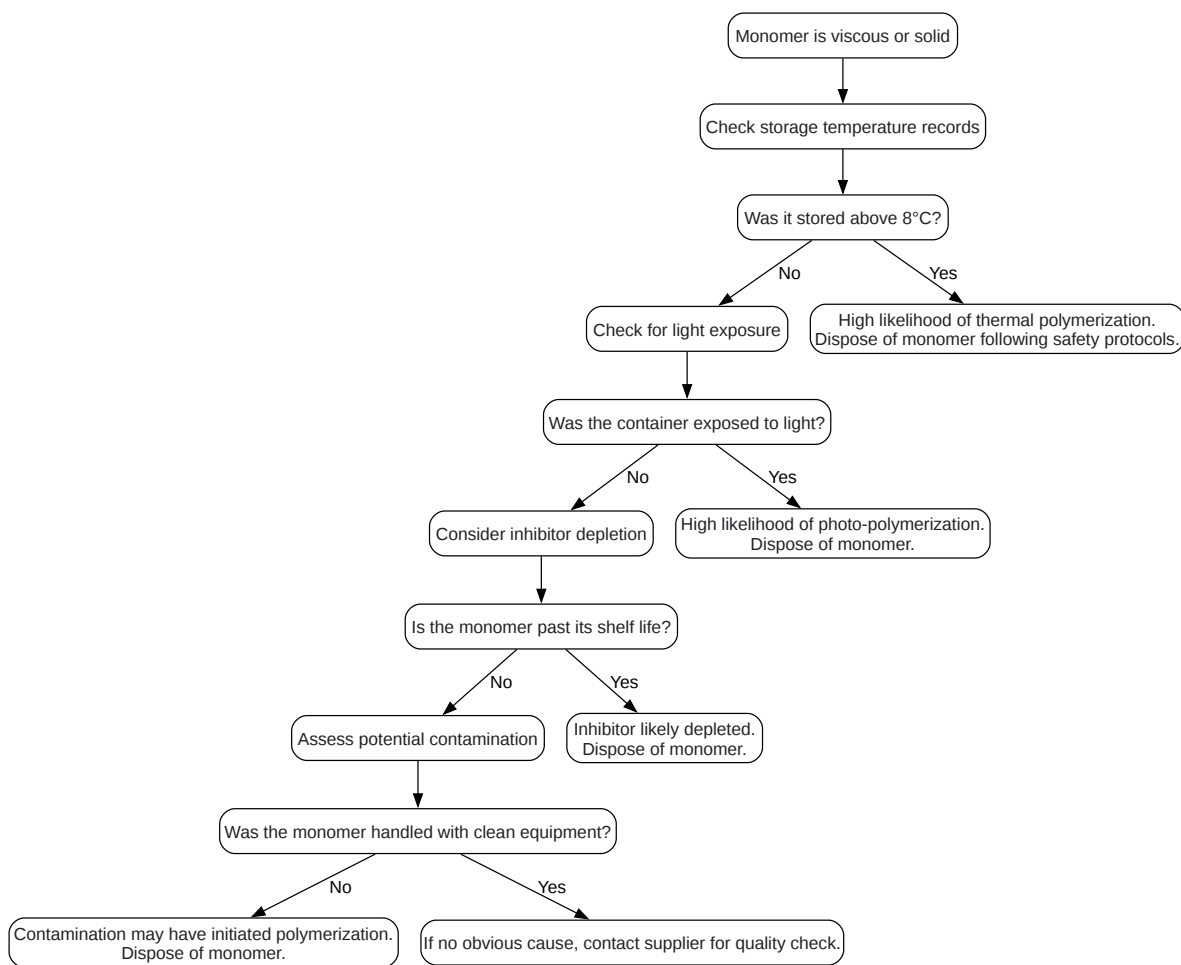 Monomer is viscous or solid
Check storage temperature records
Was it stored above 8°C?
No
Yes
Check for light exposure
High likelihood of thermal polymerization.
Dispose of monomer following safety protocols.
Was the container exposed to light?
No
Yes
Consider inhibitor depletion
High likelihood of photo-polymerization.
Dispose of monomer.
Is the monomer past its shelf life?
No
Yes
Assess potential contamination
Inhibitor likely depleted.
Dispose of monomer.
Was the monomer handled with clean equipment?
No
Yes
Contamination may have initiated polymerization.
Dispose of monomer.
If no obvious cause, contact supplier for quality check.